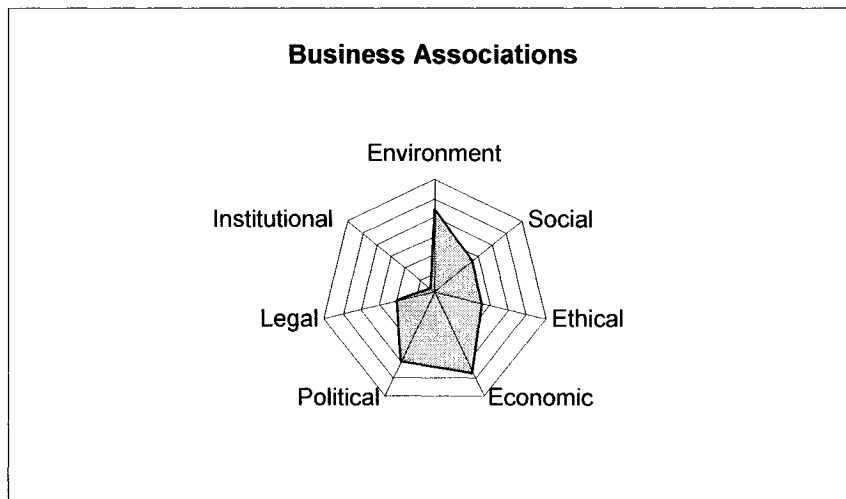 Business Associations
Environment
Institutional
Social
Legal
Ethical
Political
Economic